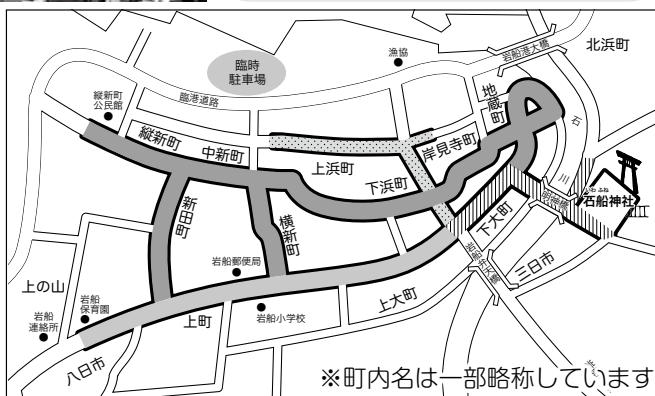 岩船港大橋
北浜町
漁協
臨時
駐車場
臨港道路
縦新町
公民館
地蔵町
石
川
縦新町
中新町
岸見寺町
上浜町
下浜町
石船神社
新田町
横新町
下大町
岩船郵便局
三日市
上の山
岩船
保育園
上大町
岩船
連絡所
上町
岩船小学校
八日市
※町内名は一部略称しています